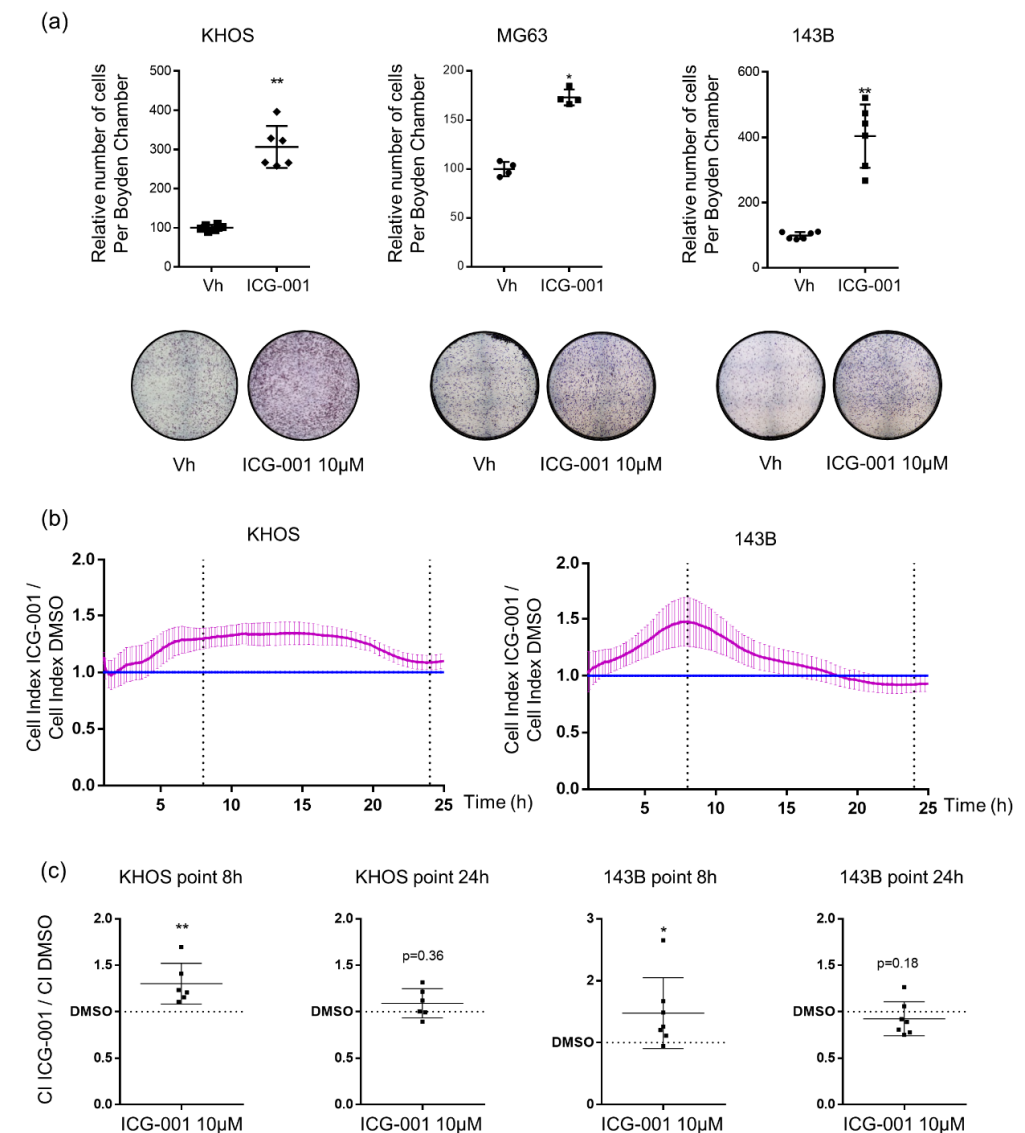 (a)
KHOS
MG63
143B
Relative number of cells
Per Boyden Chamber
500
400
300
200
100
0
**
Vh
ICG-001
Relative number of cells
Per Boyden Chamber
200
150
100
50
0
*
Vh
ICG-001
Relative number of cells
Per Boyden Chamber
600
400
200
0
**
Vh
ICG-001
Vh
ICG-001 10µM
Vh
ICG-001 10µM
Vh
ICG-001 10µM
(b)
KHOS
Cell Index ICG-001 /
Cell Index DMSO
2.0
1.5
1.0
0.5
0.0
5
10
15
20
25
Time (h)
143B
Cell Index ICG-001 /
Cell Index DMSO
2.0
1.5
1.0
0.5
0.0
5
10
15
20
25
Time (h)
(c)
KHOS point 8h
CI ICG-001 / CI DMSO
2.0
1.5
DMSO
0.5
0.0
**
ICG-001 10µM
KHOS point 24h
2.0
1.5
DMSO
0.5
0.0
p=0.36
ICG-001 10µM
143B point 8h
3
2
DMSO
0
*
ICG-001 10µM
143B point 24h
2.0
1.5
DMSO
0.5
0.0
p=0.18
ICG-001 10µM